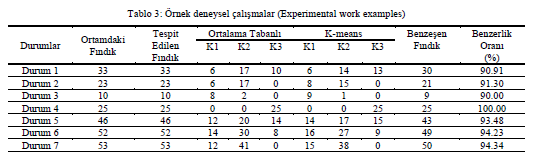 Tablo 3: Örnek deneysel çalışmalar (Experimental work examples)
Durumlar Ortamdaki Fındık Tespit Edilen Fındık Ortalama Tabanlı K-means Benzeşen Fındık Benzerlik Oranı (%)
K1 K2 K3 K1 K2 K3
Durum 1 33 33 6 17 10 6 14 13 30 90.91
Durum 2 23 23 6 17 0 8 15 0 21 91.30
Durum 3 10 10 8 2 0 9 1 0 9 90.00
Durum 4 25 25 0 0 25 0 0 25 25 100.00
Durum 5 46 46 12 20 14 14 17 15 43 93.48
Durum 6 52 52 14 30 8 16 27 9 49 94.23
Durum 7 53 53 12 41 0 15 38 0 50 94.34